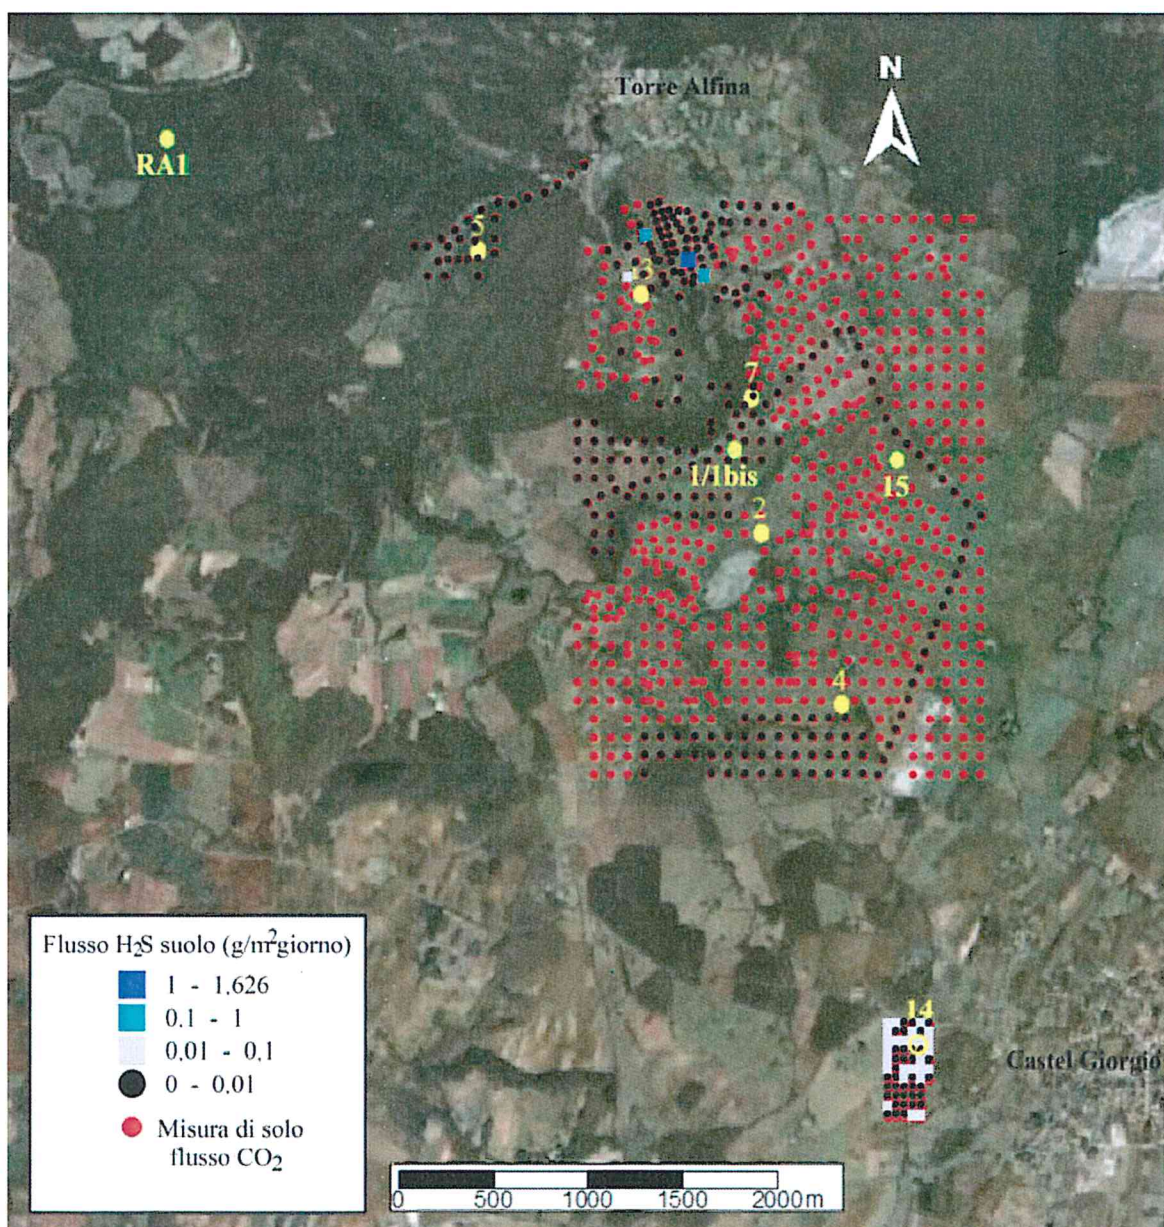 Torre Alfina
N
RA1
5
3
7
1/1bis
15
2
4
14
Castel Giorgio
Flusso H2S suolo (g/m2giorno)
1 - 1.626
0.1 - 1
0.01 - 0.1
0 - 0.01
Misura di solo
flusso CO2
0 500 1000 1500 2000m